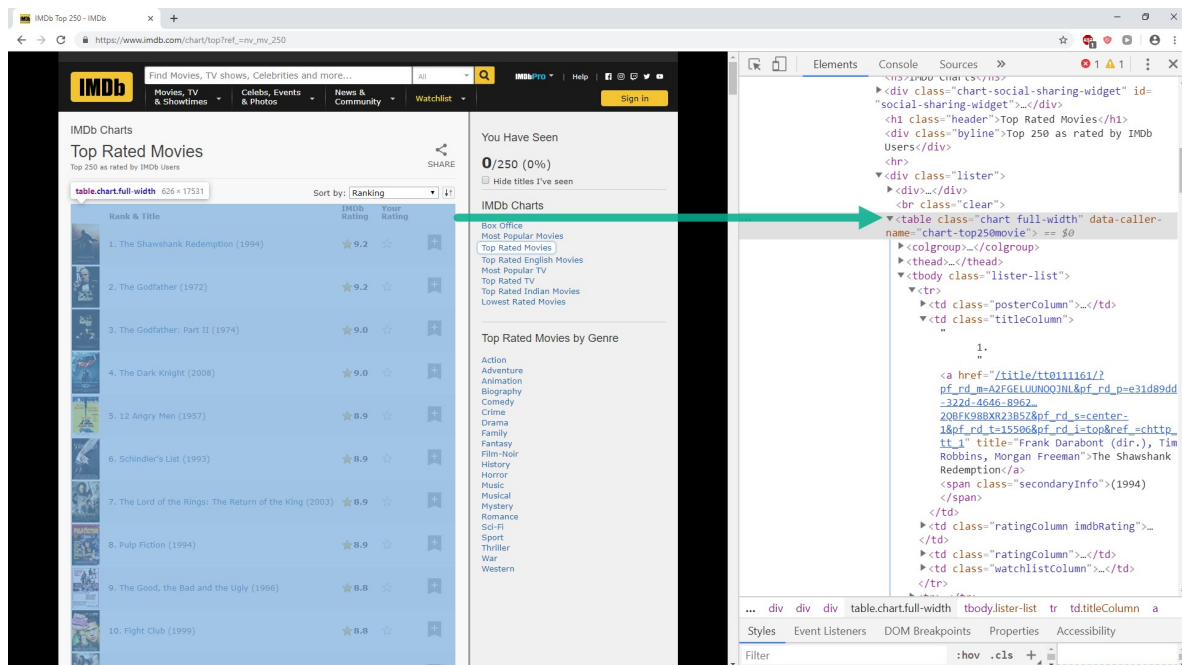 IMDb Top 250 - IMDb
https://www.imdb.com/chart/top?ref_=nv_mv_250
IMDb
Find Movies, TV shows, Celebrities and more...
All
IMDbPro
Help
Movies, TV & Showtimes
Celebs, Events & Photos
News & Community
Watchlist
Sign in
IMDb Charts
Top Rated Movies
Top 250 as rated by IMDb Users
SHARE
table.chart.full-width 626 × 17531
Sort by: Ranking
Rank & Title
IMDb Rating
Your Rating
1. The Shawshank Redemption (1994) 9.2
2. The Godfather (1972) 9.2
3. The Godfather: Part II (1974) 9.0
4. The Dark Knight (2008) 9.0
5. 12 Angry Men (1957) 8.9
6. Schindler's List (1993) 8.9
7. The Lord of the Rings: The Return of the King (2003) 8.9
8. Pulp Fiction (1994) 8.9
9. The Good, the Bad and the Ugly (1966) 8.8
10. Fight Club (1999) 8.8
You Have Seen
0/250 (0%)
Hide titles I've seen
IMDb Charts
Box Office
Most Popular Movies
Top Rated Movies
Top Rated English Movies
Most Popular TV
Top Rated TV
Top Rated Indian Movies
Lowest Rated Movies
Top Rated Movies by Genre
Action
Adventure
Animation
Biography
Comedy
Crime
Drama
Family
Fantasy
Film-Noir
History
Horror
Music
Musical
Mystery
Romance
Sci-Fi
Sport
Thriller
War
Western
Elements Console Sources » 1 1
<h3>IMDb Charts</h3>
<div class="chart-social-sharing-widget" id=
"social-sharing-widget">…</div>
<h1 class="header">Top Rated Movies</h1>
<div class="byline">Top 250 as rated by IMDb
Users</div>
<hr>
<div class="lister">
<div>…</div>
<br class="clear">
<table class="chart full-width" data-caller-
name="chart-top250movie"> == $0
<colgroup>…</colgroup>
<thead>…</thead>
<tbody class="lister-list">
<tr>
<td class="posterColumn">…</td>
<td class="titleColumn">
"
1.
"
<a href="/title/tt0111161/?
pf_rd_m=A2FGELUUNOQJNL&pf_rd_p=e31d89dd
-322d-4646-8962…
2QBFK98BXR23B5Z&pf_rd_s=center-
1&pf_rd_t=15506&pf_rd_i=top&ref_=chttp_
tt_1" title="Frank Darabont (dir.), Tim
Robbins, Morgan Freeman">The Shawshank
Redemption</a>
<span class="secondaryInfo">(1994)
</span>
</td>
<td class="ratingColumn imdbRating">…
</td>
<td class="ratingColumn">…</td>
<td class="watchlistColumn">…</td>
</tr>
... div div div table.chart.full-width tbody.lister-list tr td.titleColumn a
Styles Event Listeners DOM Breakpoints Properties Accessibility
Filter :hov .cls +